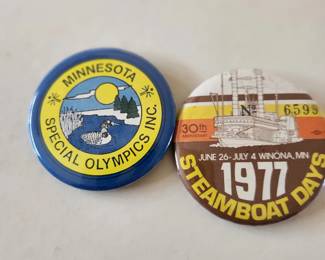 MINNESOTA
SPECIAL OLYMPICS INC.
Nº 6599
30th
ANNIVERSARY
JUNE 26-JULY 4 WINONA, MN
1977
STEAMBOAT DAYS